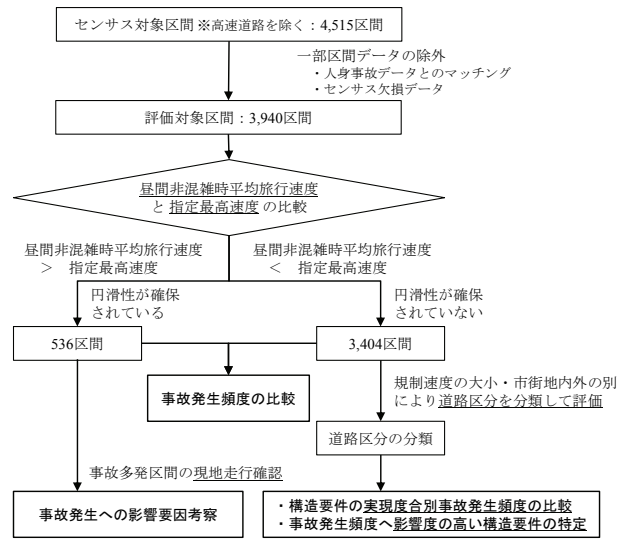 センサス対象区間 ※高速道路を除く：4,515区間
一部区間データの除外
・人身事故データとのマッチング
・センサス欠損データ
評価対象区間：3,940区間
昼間非混雑時平均旅行速度
と 指定最高速度 の比較
昼間非混雑時平均旅行速度
＞ 指定最高速度
昼間非混雑時平均旅行速度
＜ 指定最高速度
円滑性が確保
されている
円滑性が確保
されていない
536区間
3,404区間
事故発生頻度の比較
規制速度の大小・市街地内外の別
により道路区分を分類して評価
道路区分の分類
事故多発区間の現地走行確認
事故発生への影響要因考察
・構造要件の実現度合別事故発生頻度の比較
・事故発生頻度へ影響度の高い構造要件の特定